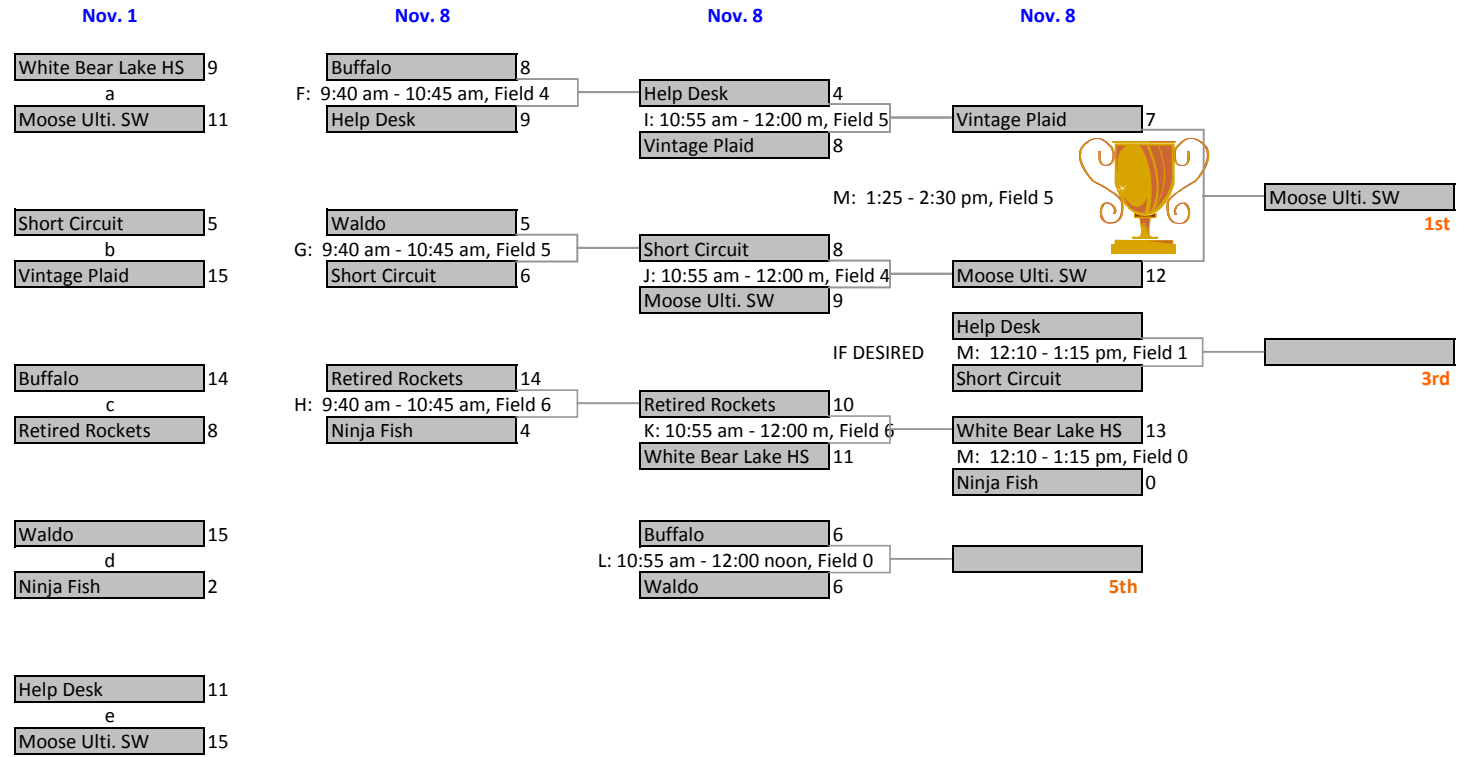 Nov. 1 Nov. 8 Nov. 8 Nov. 8
White Bear Lake HS 9 Buffalo 8
a F: 9:40 am - 10:45 am, Field 4 Help Desk 4
Moose Ulti. SW 11 Help Desk 9 I: 10:55 am - 12:00 m, Field 5 Vintage Plaid 7
Vintage Plaid 8
M: 1:25 - 2:30 pm, Field 5 Moose Ulti. SW
Short Circuit 5 Waldo 5 1st
b G: 9:40 am - 10:45 am, Field 5 Short Circuit 8
Vintage Plaid 15 Short Circuit 6 J: 10:55 am - 12:00 m, Field 4 Moose Ulti. SW 12
Moose Ulti. SW 9
Help Desk
IF DESIRED M: 12:10 - 1:15 pm, Field 1
Buffalo 14 Retired Rockets 14 Short Circuit 3rd
c H: 9:40 am - 10:45 am, Field 6 Retired Rockets 10
Retired Rockets 8 Ninja Fish 4 K: 10:55 am - 12:00 m, Field 6 White Bear Lake HS 13
White Bear Lake HS 11 M: 12:10 - 1:15 pm, Field 0
Ninja Fish 0
Waldo 15 Buffalo 6
d L: 10:55 am - 12:00 noon, Field 0
Ninja Fish 2 Waldo 6 5th
Help Desk 11
e
Moose Ulti. SW 15